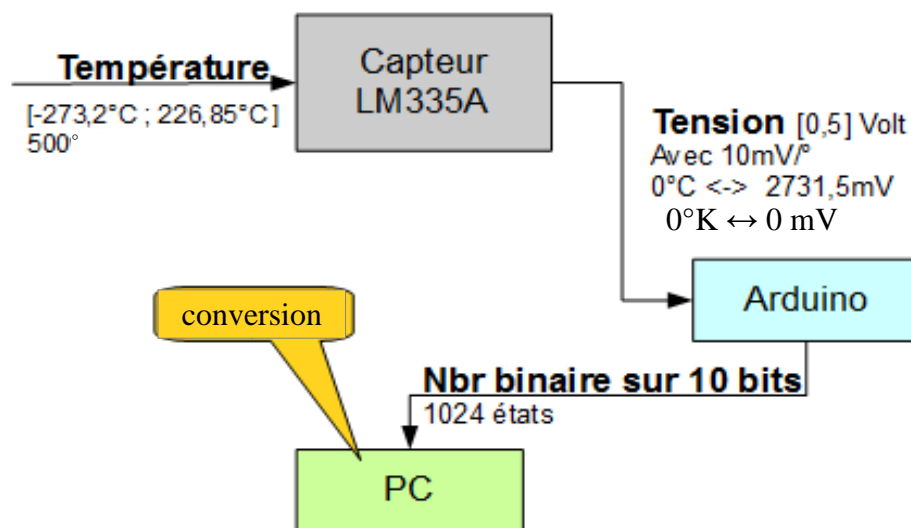 Température
[-273,2°C ; 226,85°C]
500°
Capteur
LM335A
Tension [0,5] Volt
Avec 10mV/°
0°C <-> 2731,5mV
0°K ↔ 0 mV
Arduino
conversion
Nbr binaire sur 10 bits
1024 états
PC